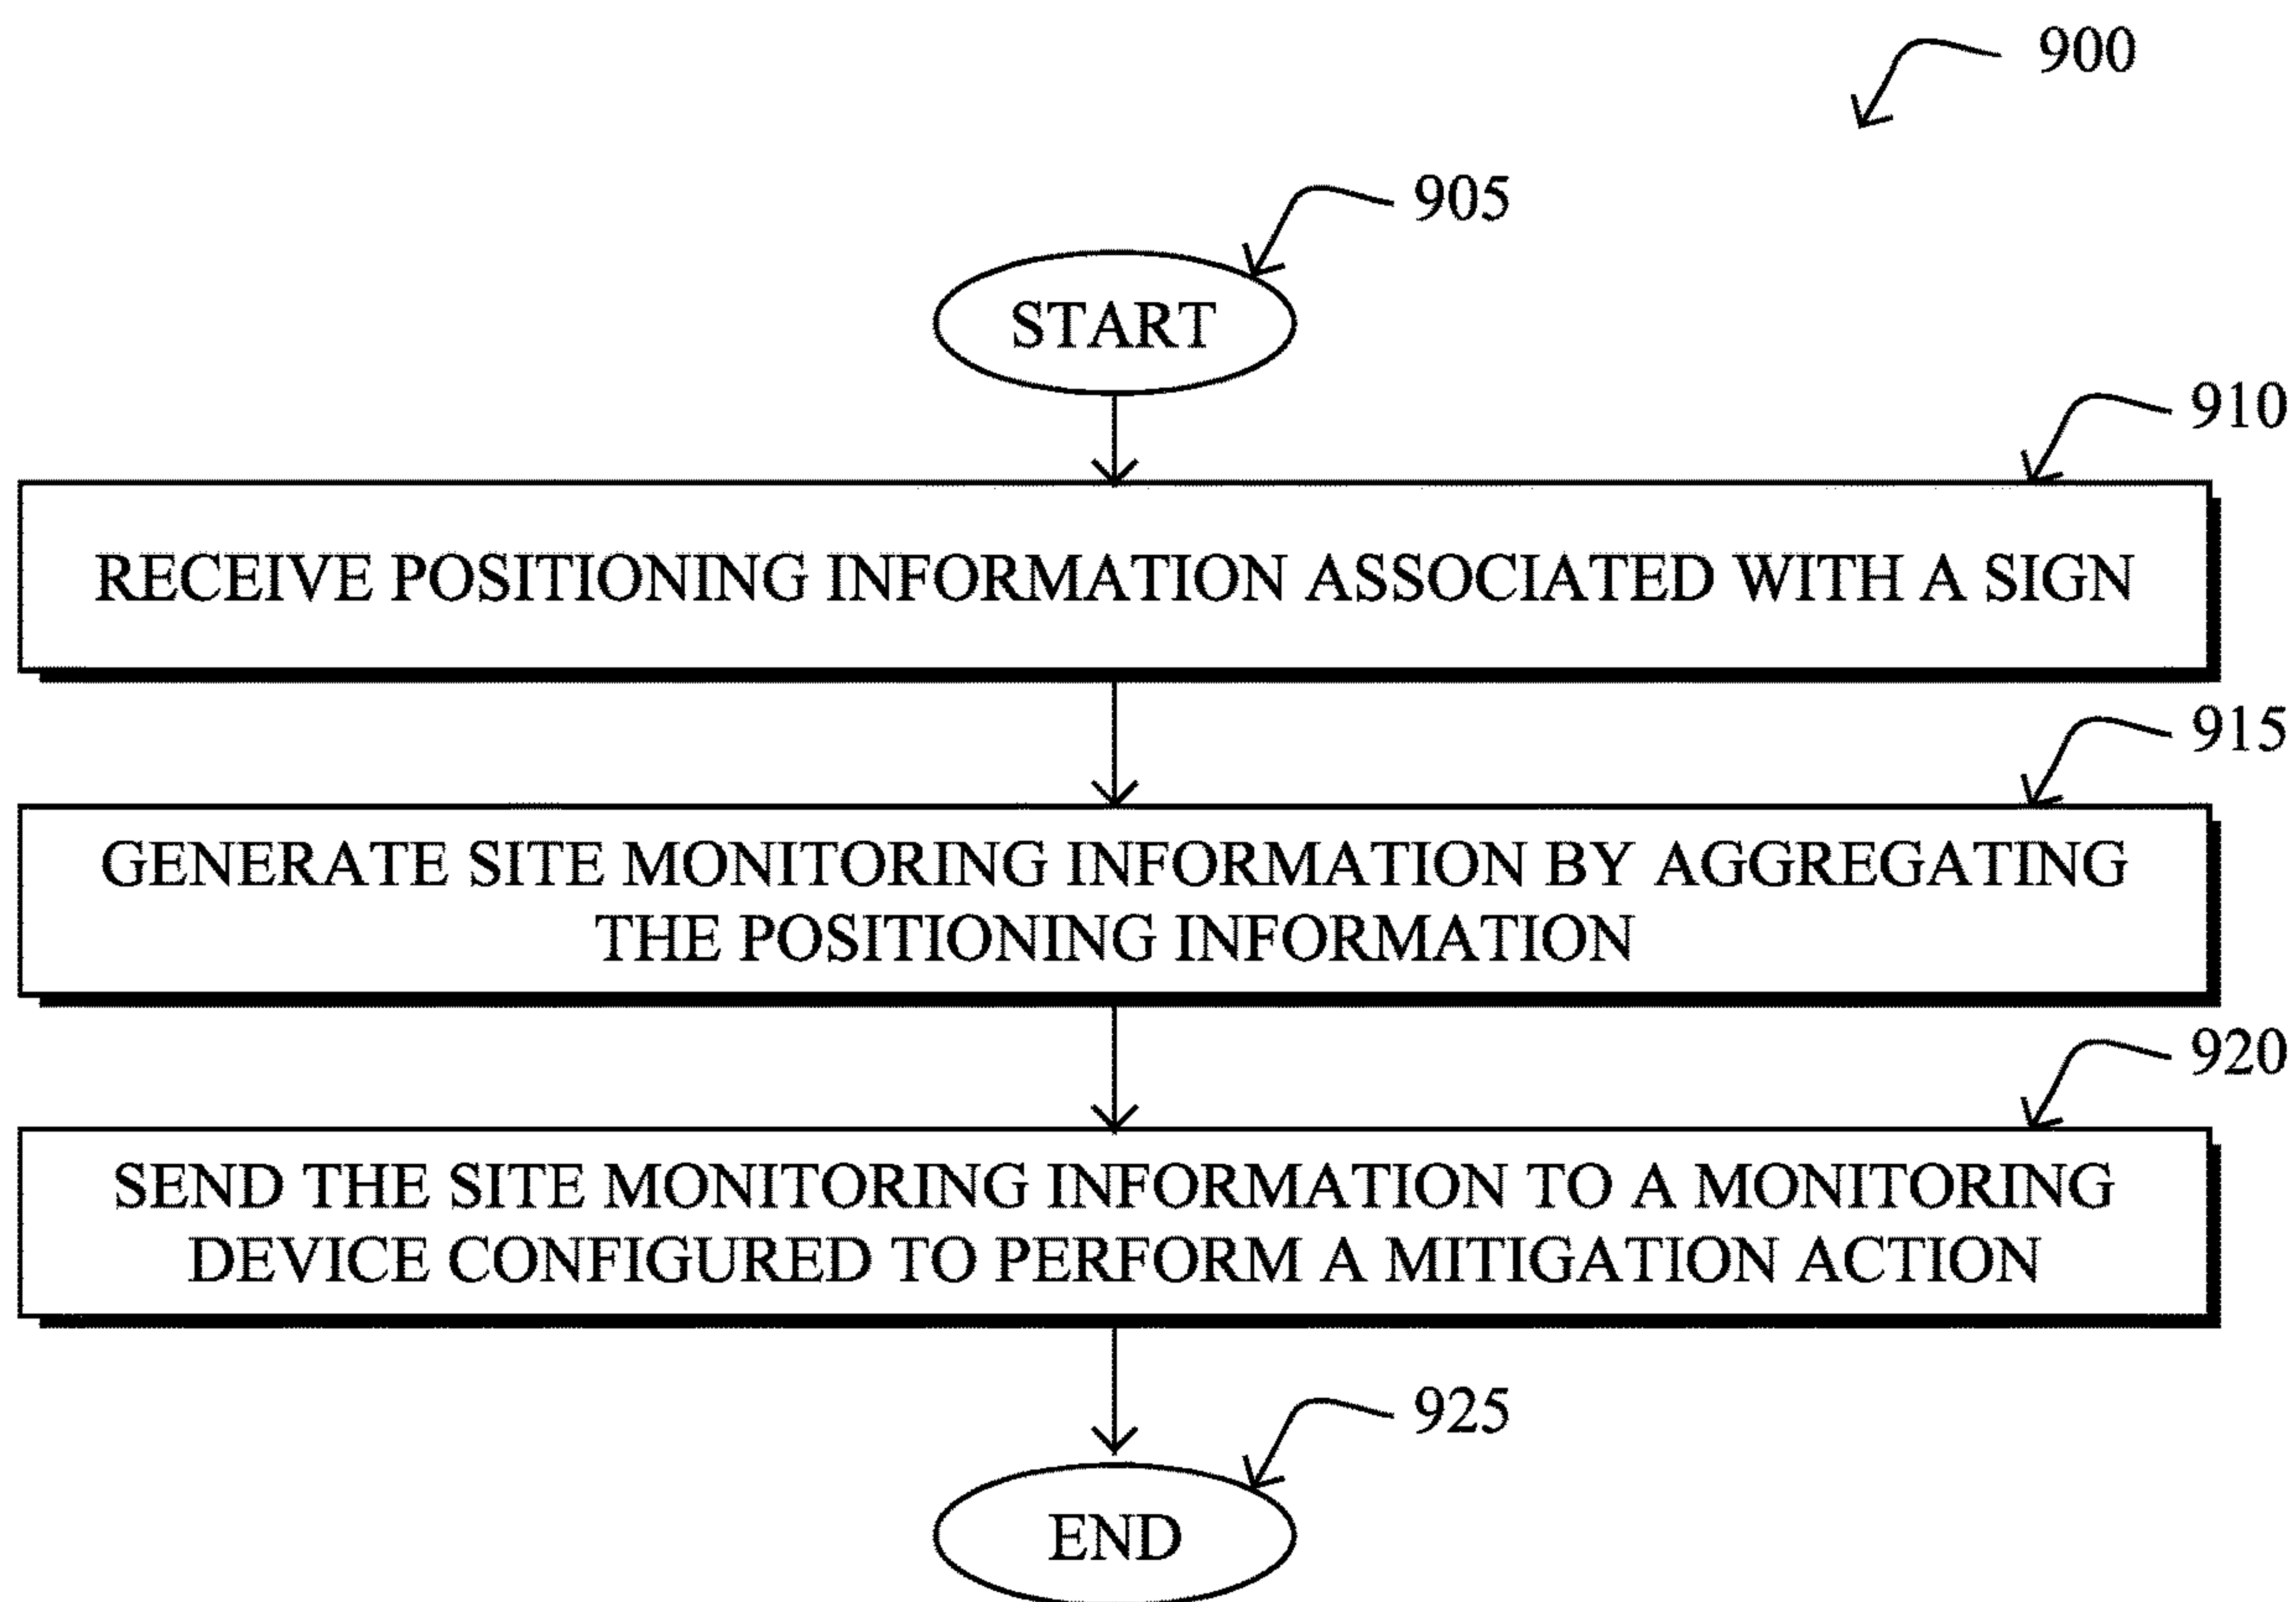 900
905
START
910
RECEIVE POSITIONING INFORMATION ASSOCIATED WITH A SIGN
915
GENERATE SITE MONITORING INFORMATION BY AGGREGATING
THE POSITIONING INFORMATION
920
SEND THE SITE MONITORING INFORMATION TO A MONITORING
DEVICE CONFIGURED TO PERFORM A MITIGATION ACTION
925
END